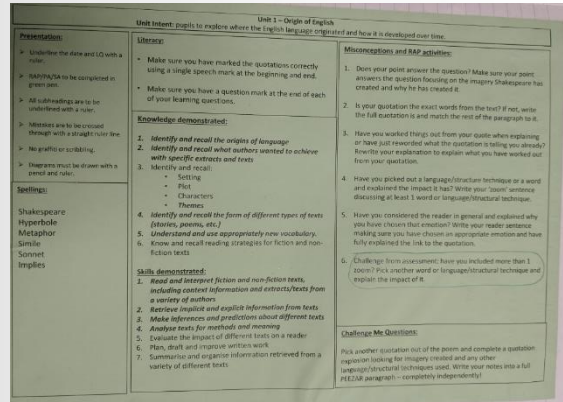 Unit 1 – Origin of English
Unit Intent: pupils to explore where the English language originated and how it is developed over time.
Presentation:
➤ Underline the date and LQ with a
ruler.
➤ RAP/PA/SA to be completed in
green pen.
➤ All subheadings are to be
underlined with a ruler.
➤ Mistakes are to be crossed
through with a straight ruler line
➤ No graffiti or scribbling.
➤ Diagrams must be drawn with a
pencil and ruler.
Spellings:
Shakespeare
Hyperbole
Metaphor
Simile
Sonnet
Implies
Literacy:
• Make sure you have marked the quotations correctly
using a single speech mark at the beginning and end.
• Make sure you have a question mark at the end of each
of your learning questions.
Knowledge demonstrated:
1. Identify and recall the origins of language
2. Identify and recall what authors wanted to achieve
with specific extracts and texts
3. Identify and recall:
• Setting
• Plot
• Characters
• Themes
4. Identify and recall the form of different types of texts
(stories, poems, etc.)
5. Understand and use appropriately new vocabulary.
6. Know and recall reading strategies for fiction and non-
fiction texts
Skills demonstrated:
1. Read and interpret fiction and non-fiction texts,
including context information and extracts/texts from
a variety of authors
2. Retrieve implicit and explicit information from texts
3. Make inferences and predictions about different texts
4. Analyse texts for methods and meaning
5. Evaluate the impact of different texts on a reader
6. Plan, draft and improve written work
7. Summarise and organise information retrieved from a
variety of different texts
Misconceptions and RAP activities:
1. Does your point answer the question? Make sure your point
answers the question focusing on the imagery Shakespeare has
created and why he has created it.
2. Is your quotation the exact words from the text? If not, write
the full quotation is and match the rest of the paragraph to it.
3. Have you worked things out from your quote when explaining
or have just reworded what the quotation is telling you already?
Rewrite your explanation to explain what you have worked out
from your quotation.
4. Have you picked out a language/structure technique or a word
and explained the impact it has? Write your 'zoom' sentence
discussing at least 1 word or language/structural technique.
5. Have you considered the reader in general and explained why
you have chosen that emotion? Write your reader sentence
making sure you have chosen an appropriate emotion and have
fully explained the link to the quotation.
6. Challenge from assessment: have you included more than 1
zoom? Pick another word or language/structural technique and
explain the impact of it.
Challenge Me Questions:
Pick another quotation out of the poem and complete a quotation
explosion looking for imagery created and any other
language/structural techniques used. Write your notes into a full
PEEZAR paragraph – completely independently!